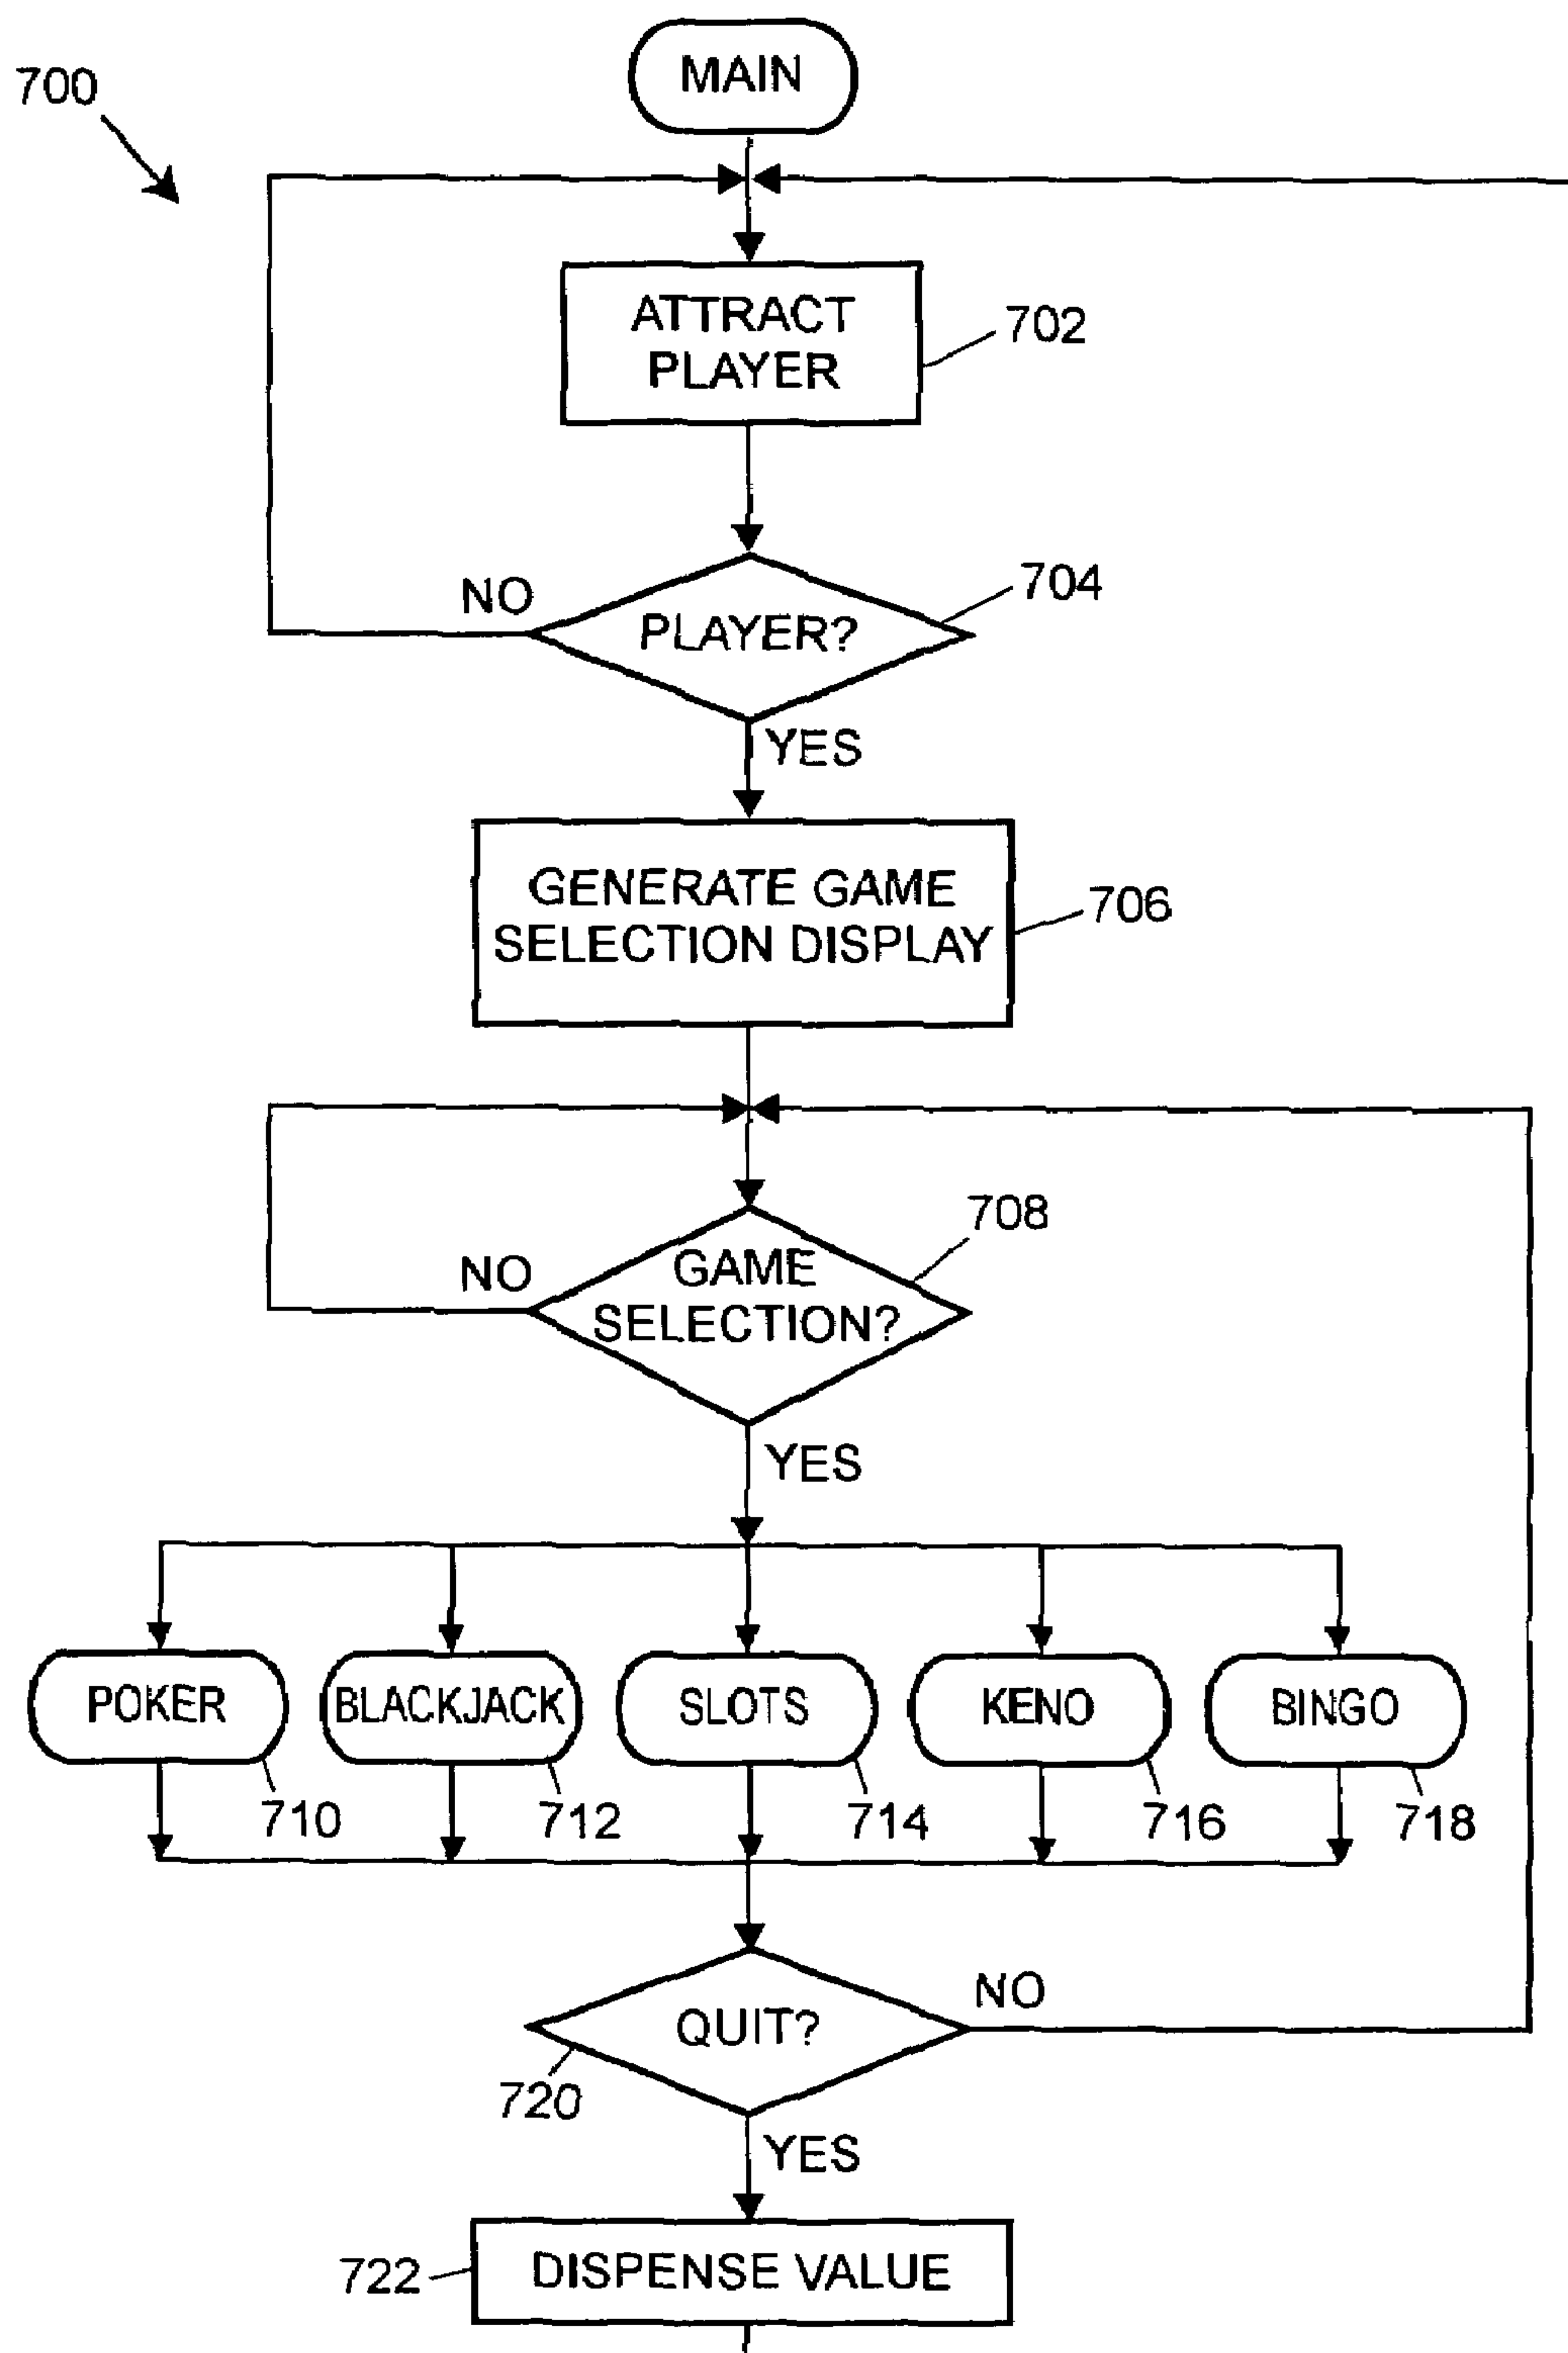 MAIN
700
ATTRACT
PLAYER
702
704
NO
PLAYER?
YES
GENERATE GAME
SELECTION DISPLAY
706
708
NO
GAME
SELECTION?
YES
POKER
BLACKJACK
SLOTS
KENO
BINGO
710
712
714
716
718
NO
QUIT?
720
YES
722
DISPENSE VALUE